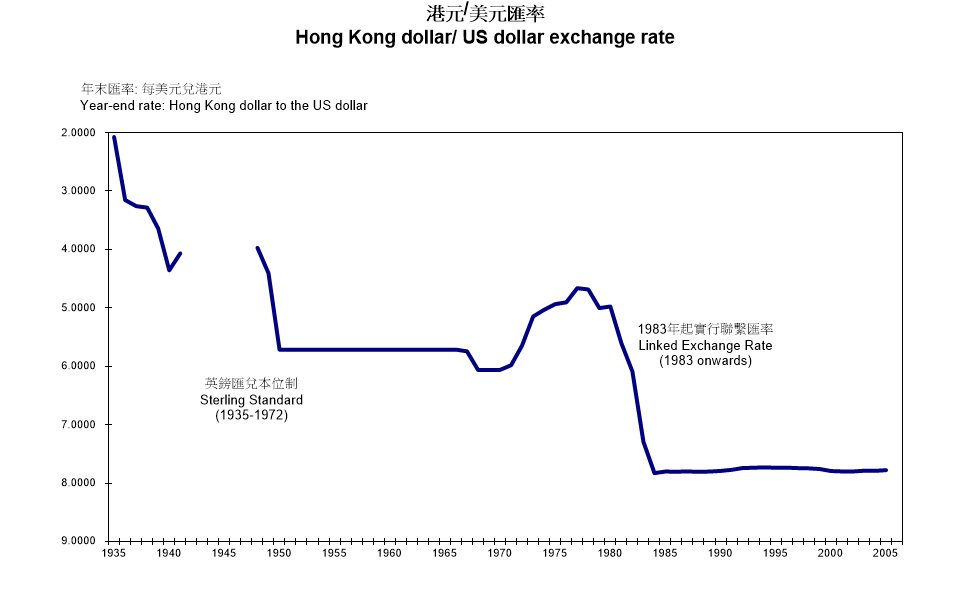 港元/美元匯率
Hong Kong dollar/ US dollar exchange rate
年末匯率: 每美元兌港元
Year-end rate: Hong Kong dollar to the US dollar
2.0000
3.0000
4.0000
5.0000
6.0000
7.0000
8.0000
9.0000
1983年起實行聯繫匯率
Linked Exchange Rate
(1983 onwards)
英鎊匯兌本位制
Sterling Standard
(1935-1972)
1935 1940 1945 1950 1955 1960 1965 1970 1975 1980 1985 1990 1995 2000 2005